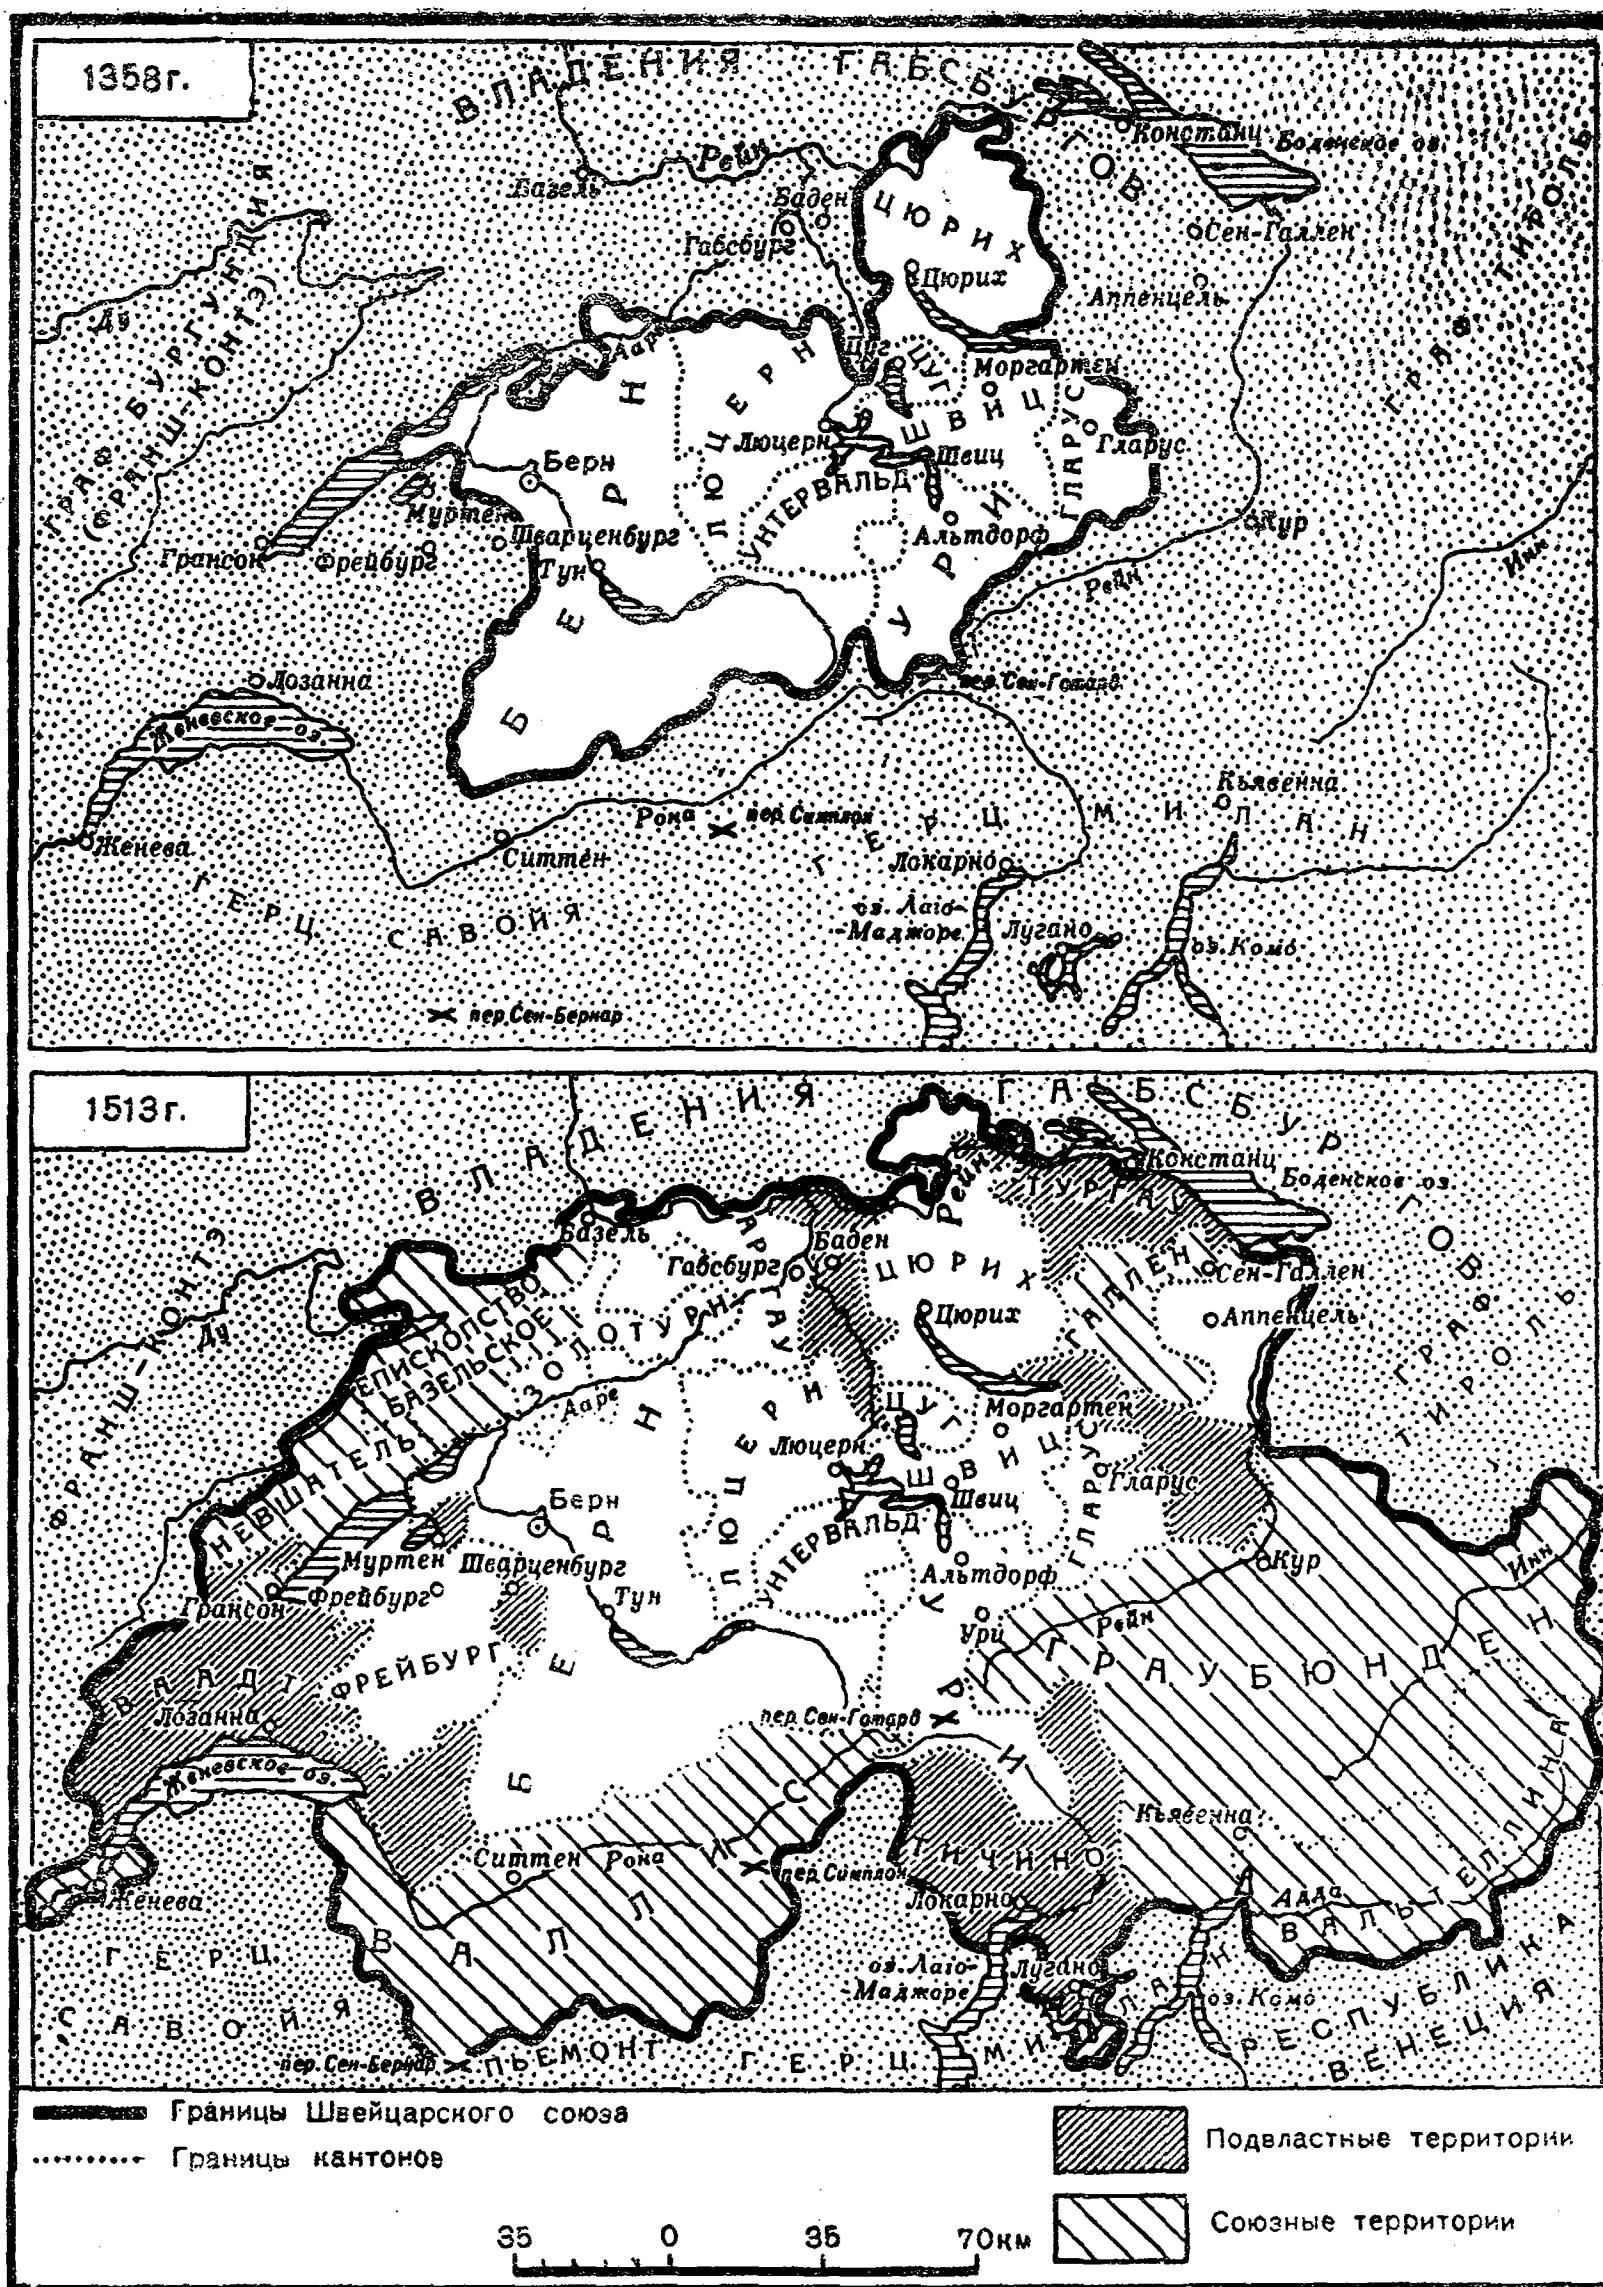 1358г.
ВЛАДЕНИЯ ГАБСБУРГОВ
Констанц
Боденское оз.
Рейн
Базель
Баден
Габсбург
ЦЮРИХ
Цюрих
Сен-Галлен
Аппенцель
ГРАФ. ТИРОЛЬ
ГРАФ. БУРГУНДИЯ
(ФРАНШ-КОНТЭ)
Ду
Аар
Цуг
ЦУГ
Моргартен
ЛЮЦЕРН
Люцерн
ШВИЦ
Швиц
ГЛАРУС
Гларус
БЕРН
Берн
Муртен
Шварценбург
Грансон
Фрейбург
Тун
УНТЕРВАЛЬД
Альтдорф
УРИ
Кур
Рейн
Инн
Лозанна
Женевское оз.
пер. Сен-Готард
Женева
Рона
пер. Симплон
Ситтен
Кьявенна
ГЕРЦ. МИЛАН
Локарно
ГЕРЦ. САВОЙЯ
оз. Лаго-
-Маджоре
Лугано
оз. Комо
пер. Сен-Бернар
1513г.
ВЛАДЕНИЯ ГАБСБУРГОВ
Констанц
Боденское оз.
Рейн
ТУРГАУ
Базель
ААРГАУ
Баден
Габсбург
ЦЮРИХ
Цюрих
ГАЛЛЕН
Сен-Галлен
Аппенцель
ГРАФ. ТИРОЛЬ
ФРАНШ-КОНТЭ
Ду
ЕПИСКОПСТВО
БАЗЕЛЬСКОЕ
ЗОЛОТУРН
Ааре
НЕВШАТЕЛЬ
ЛЮЦЕРН
Люцерн
ЦУГ
Моргартен
ШВИЦ
Швиц
ГЛАРУС
Гларус
БЕРН
Берн
Муртен
Шварценбург
Грансон
Фрейбург
Тун
УНТЕРВАЛЬД
Альтдорф
УРИ
Ури
Кур
Рейн
Инн
ГРАУБЮНДЕН
ВААДТ
Лозанна
ФРЕЙБУРГ
Женевское оз.
пер. Сен-Готард
Женева
Ситтен
Рона
пер. Симплон
ВАЛЛИС
ТИЧИНО
Локарно
Кьявенна
Адда
ВАЛЬТЕЛЛИНА
ГЕРЦ. САВОЙЯ
оз. Лаго-
-Маджоре
Лугано
оз. Комо
РЕСПУБЛИКА
ВЕНЕЦИЯ
пер. Сен-Бернар
ПЬЕМОНТ
ГЕРЦ. МИЛАН
Границы Швейцарского союза
Границы кантонов
Подвластные территории
Союзные территории
35 0 35 70км